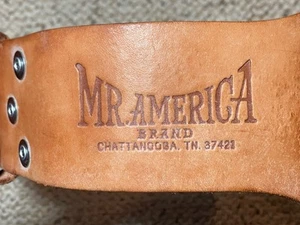 MR. AMERICA
BRAND
CHATTANOOGA, TN. 37421